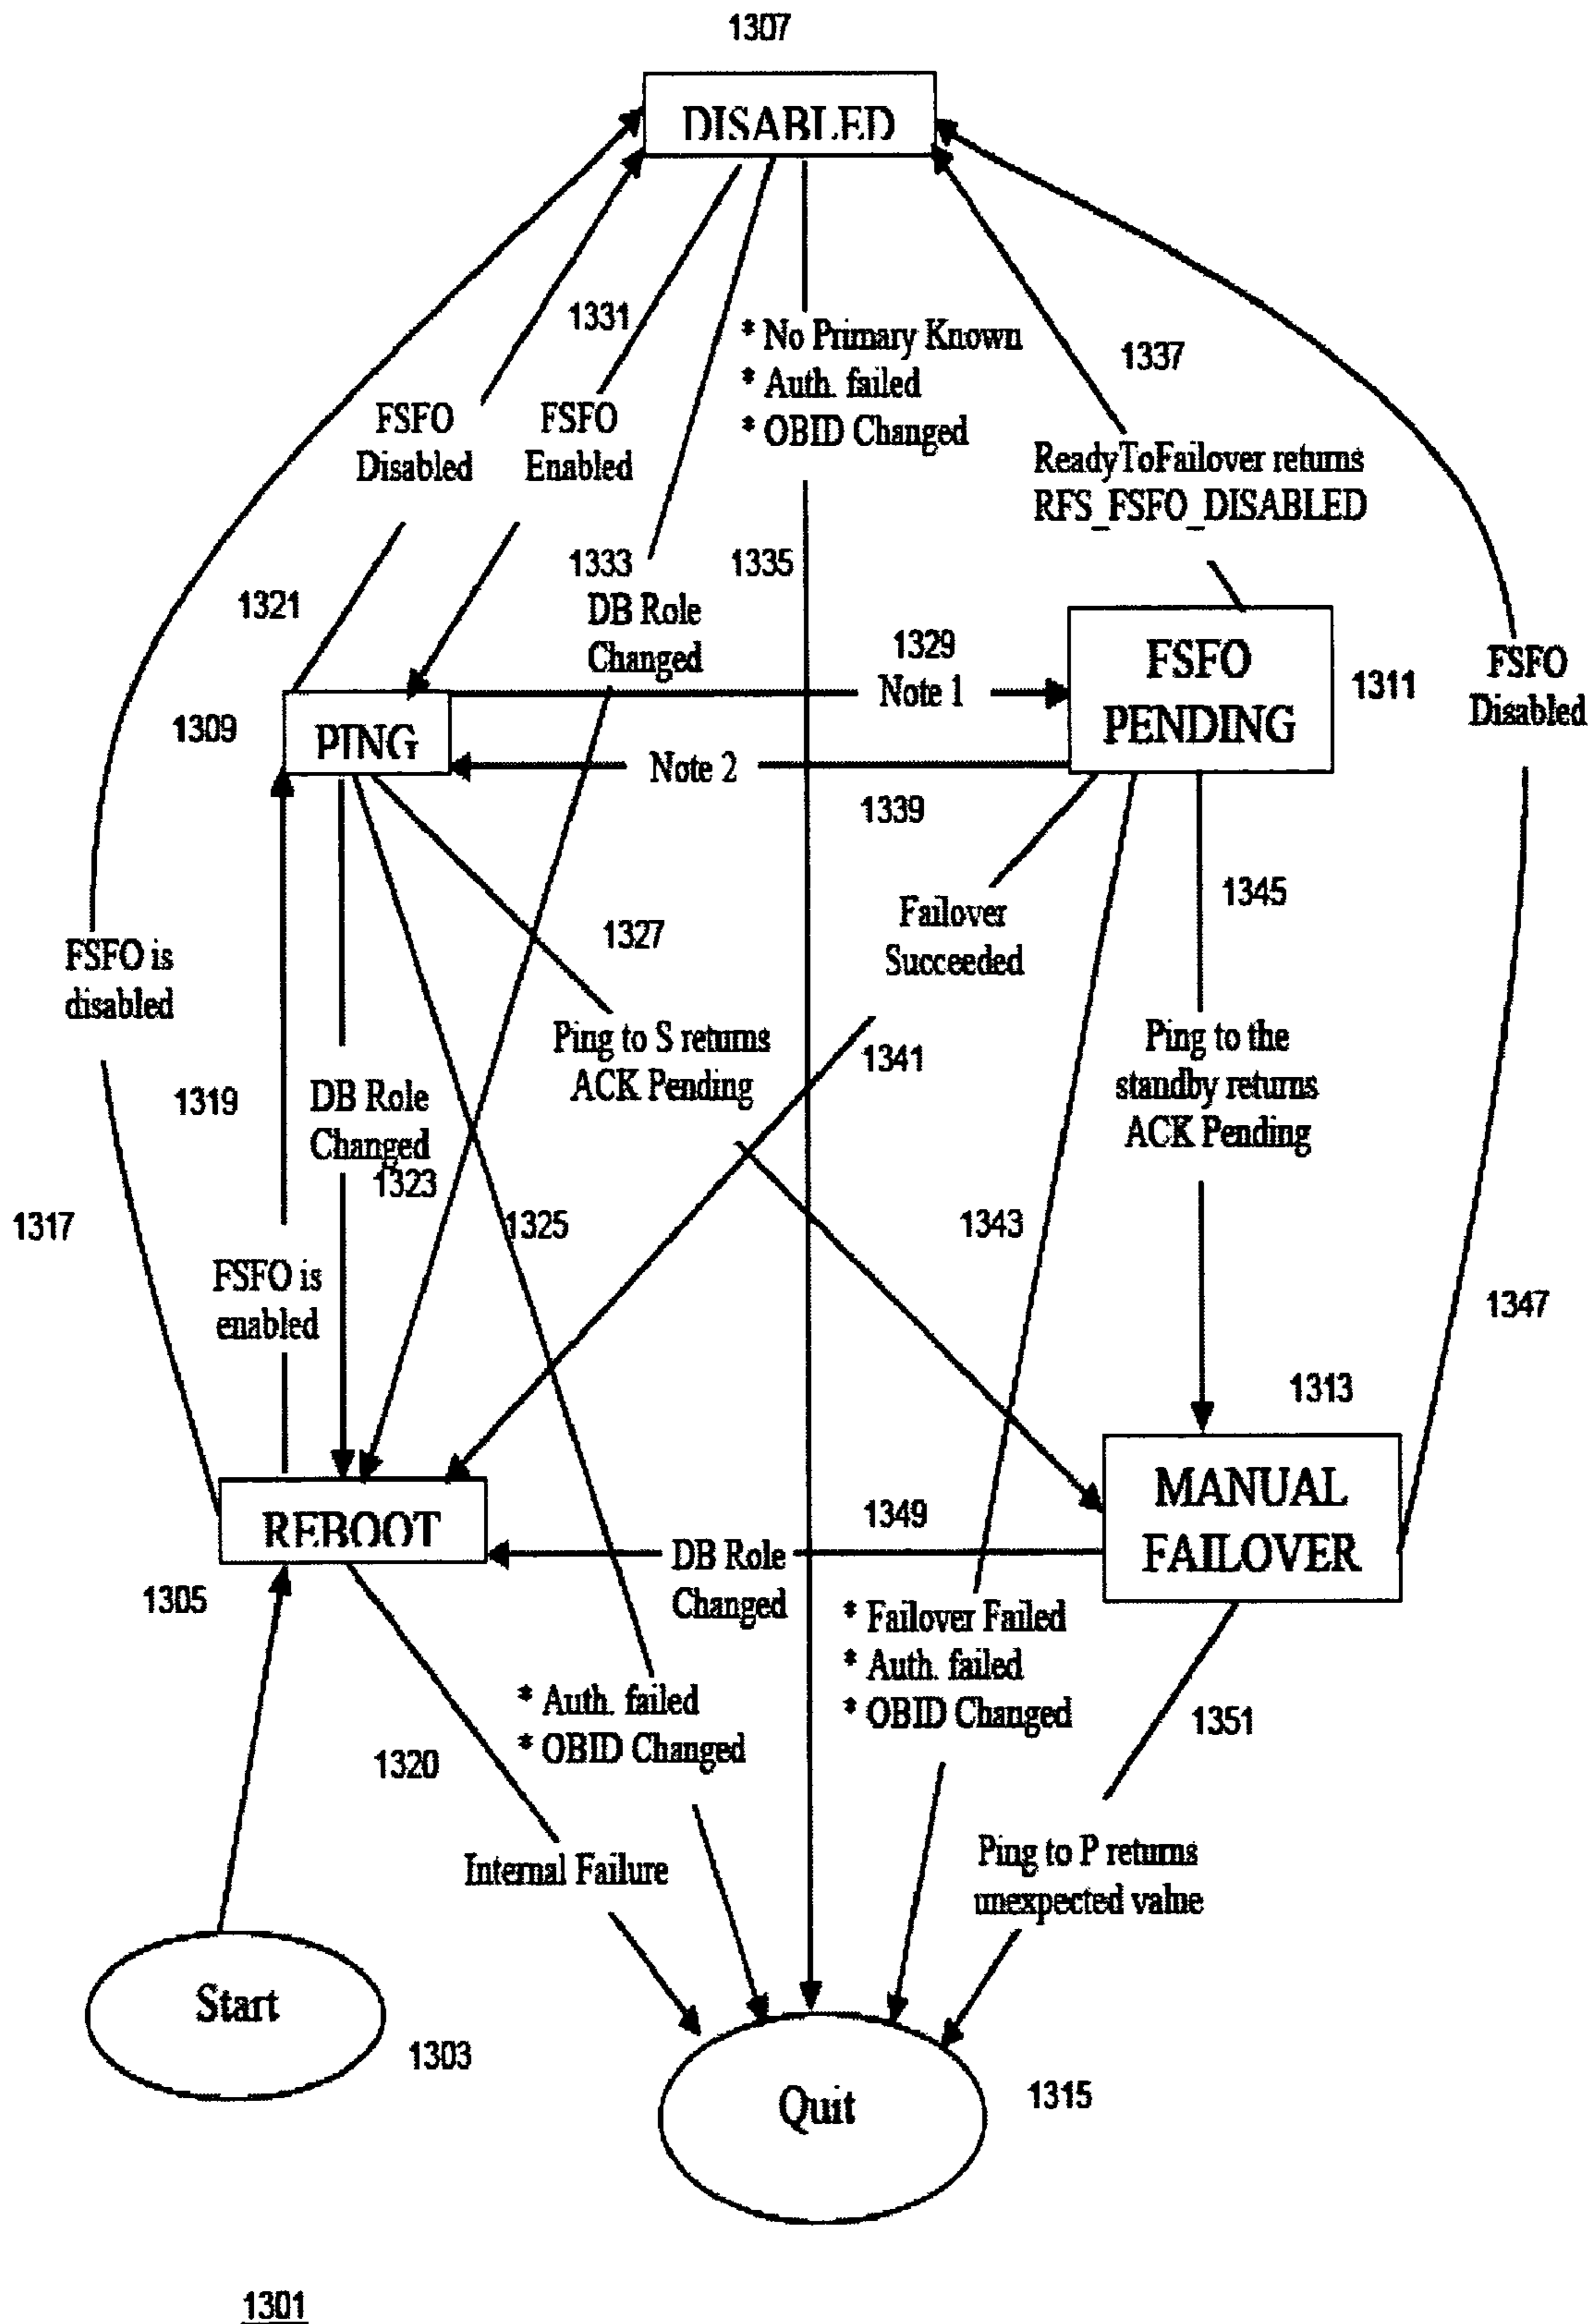 1307
DISABLED
1331
* No Primary Known
* Auth. failed
* OBID Changed
1337
FSFO
Disabled
FSFO
Enabled
ReadyToFailover returns
RFS_FSFO_DISABLED
1333
1335
DB Role
Changed
1321
1329
Note 1
FSFO
PENDING
1311
FSFO
Disabled
1309
PING
Note 2
1339
1345
Failover
Succeeded
1327
FSFO is
disabled
Ping to S returns
ACK Pending
1341
Ping to the
standby returns
ACK Pending
1319
DB Role
Changed
1323
1317
1325
1343
FSFO is
enabled
1347
1313
MANUAL
FAILOVER
REBOOT
1349
DB Role
Changed
1305
* Failover Failed
* Auth. failed
* OBID Changed
* Auth. failed
* OBID Changed
1351
1320
Internal Failure
Ping to P returns
unexpected value
Start
1303
Quit
1315
1301